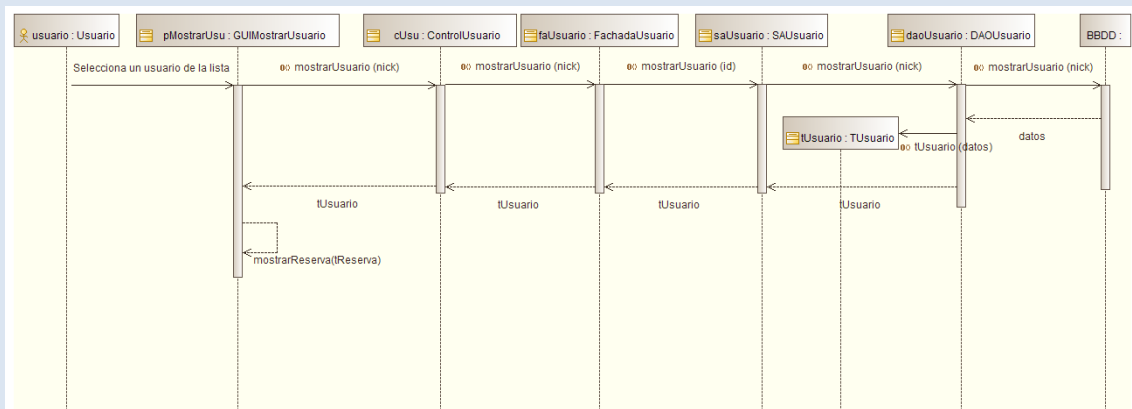 usuario : Usuario
pMostrarUsu : GUIMostrarUsuario
cUsu : ControlUsuario
faUsuario : FachadaUsuario
saUsuario : SAUsuario
daoUsuario : DAOUsuario
BBDD :
Selecciona un usuario de la lista
mostrarUsuario (nick)
mostrarUsuario (nick)
mostrarUsuario (id)
mostrarUsuario (nick)
mostrarUsuario (nick)
tUsuario : TUsuario
datos
tUsuario (datos)
tUsuario
tUsuario
tUsuario
tUsuario
mostrarReserva(tReserva)